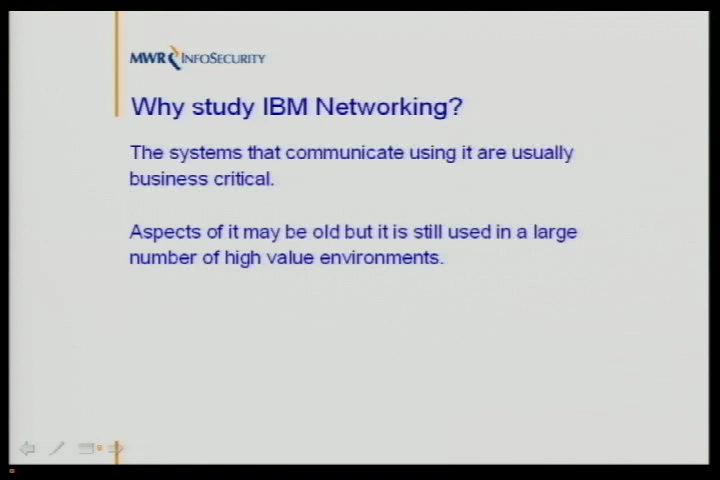 MWR INFOSECURITY
Why study IBM Networking?
The systems that communicate using it are usually
business critical.
Aspects of it may be old but it is still used in a large
number of high value environments.